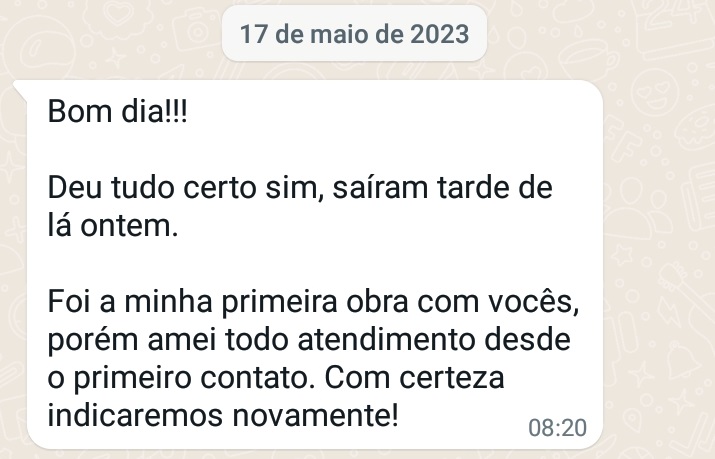 17 de maio de 2023
Bom dia!!!
Deu tudo certo sim, saíram tarde de
lá ontem.
Foi a minha primeira obra com vocês,
porém amei todo atendimento desde
o primeiro contato. Com certeza
indicaremos novamente!
08:20